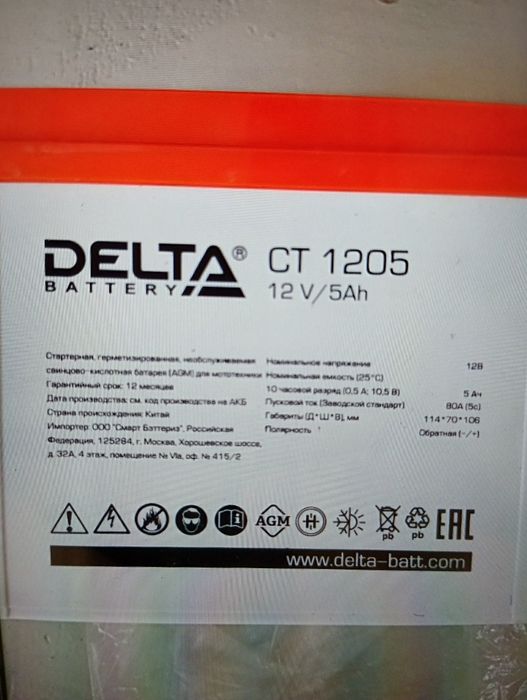 DELTA® CT 1205
BATTERY 12 V/5Ah
Стартерная, герметизированная, необслуживаемая
свинцово-кислотная батарея (AGM) для мототехники
Гарантийный срок: 12 месяцев
Дата производства: см. код производства на АКБ
Страна происхождения: Китай
Импортер: ООО "Смарт Бэттериз", Российская
Федерация, 125284, г. Москва, Хорошевское шоссе,
д. 32А, 4 этаж, помещение № VIа, оф. № 415/2
Номинальное напряжение 12В
Номинальная емкость (25°С)
10 часовой разряд (0,5 А; 10,5 В) 5 Ач
Пусковой ток (Заводской стандарт) 80А (5с)
Габариты (Д*Ш*В), мм 114*70*106
Полярность Обратная (-/+)
AGM Pb Pb EAC
www.delta-batt.com